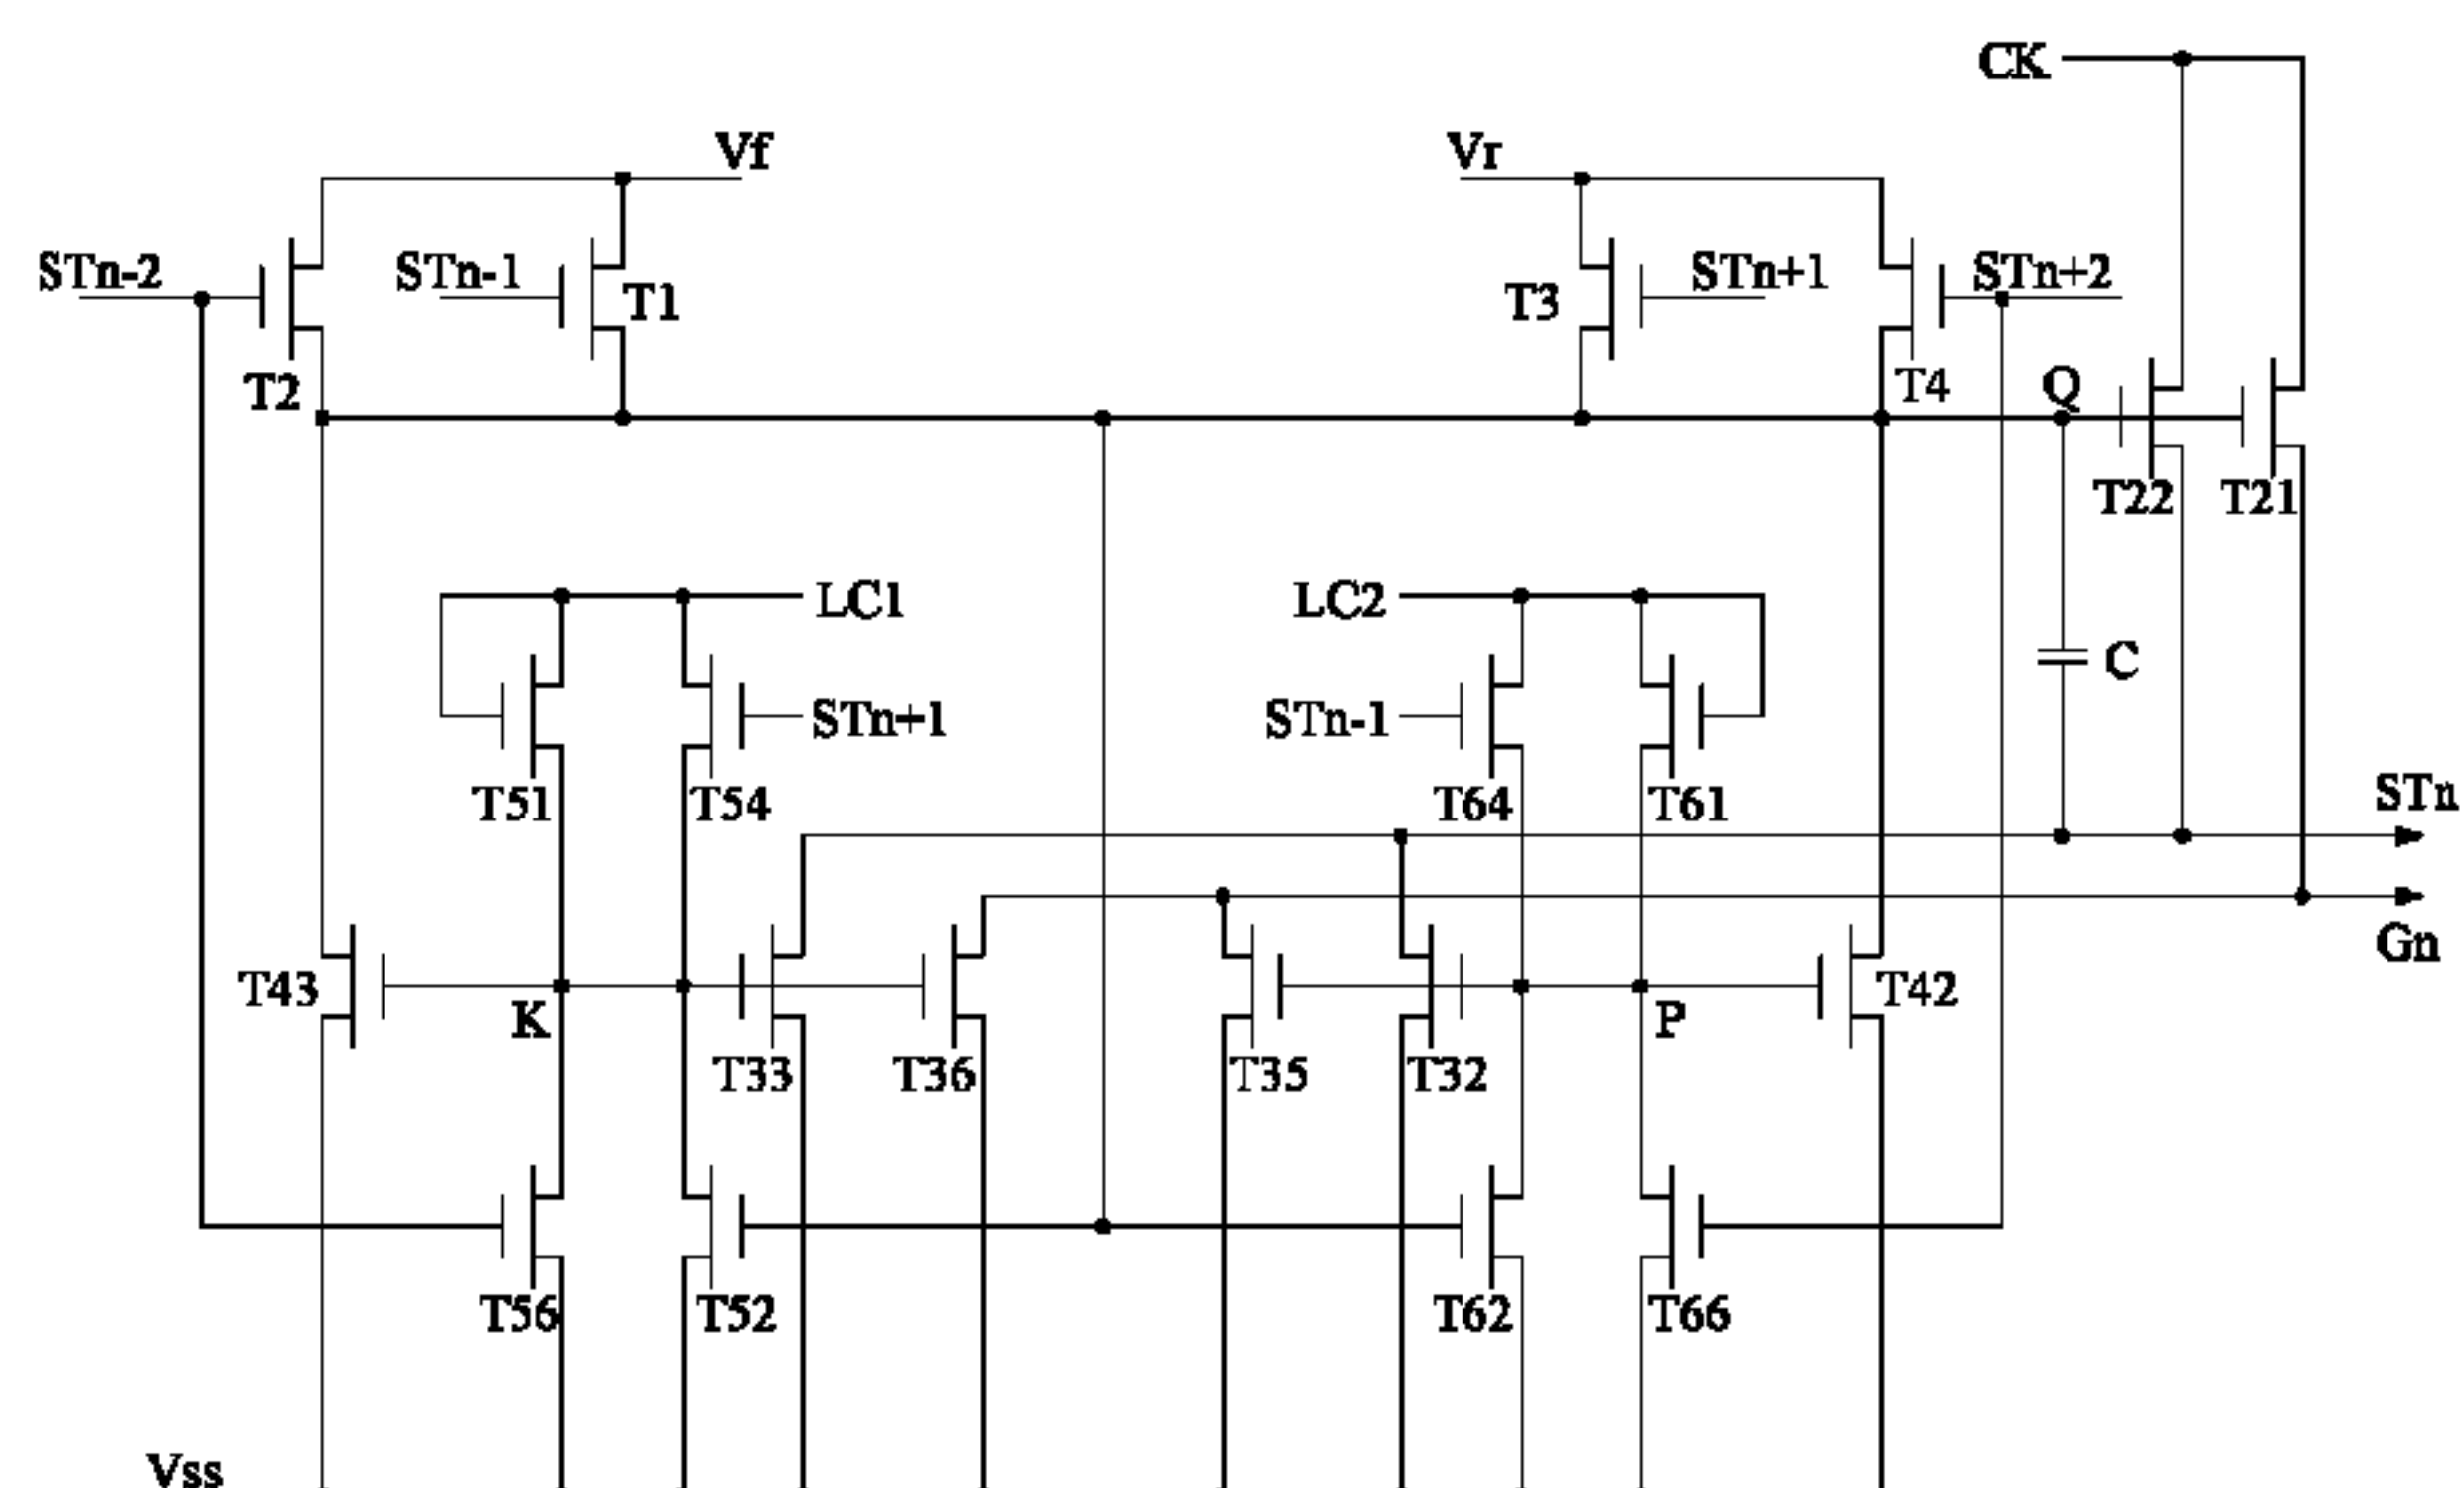 CK
Vf
Vr
STn-2
STn-1
T1
T3
STn+1
STn+2
T2
T4
Q
T22
T21
LC1
LC2
C
STn+1
STn-1
T51
T54
T64
T61
STn
Gn
T43
K
T33
T36
T35
T32
P
T42
T56
T52
T62
T66
Vss